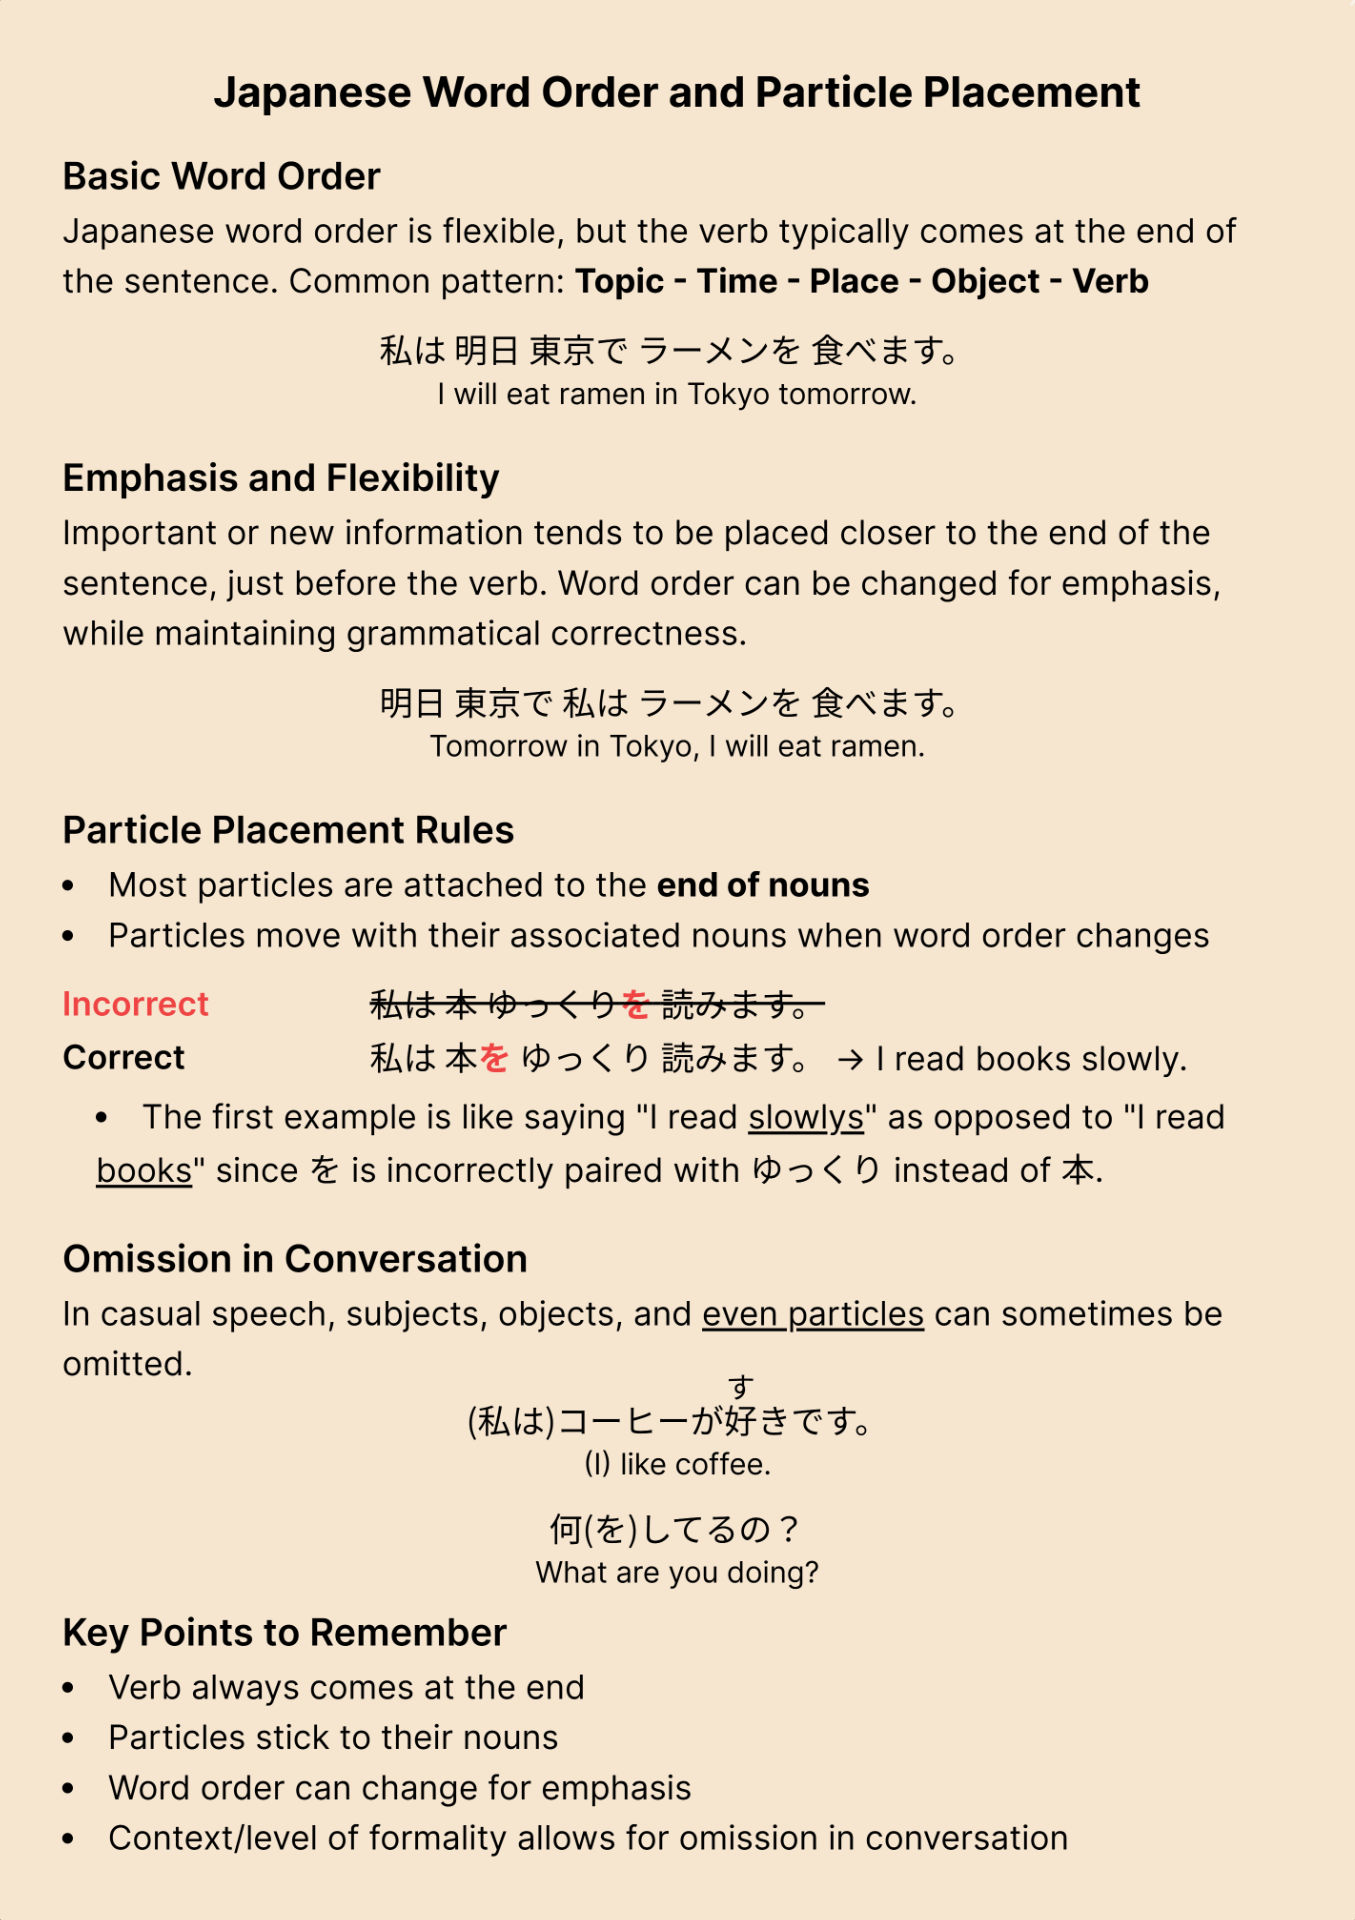 Japanese Word Order and Particle Placement
Basic Word Order
Japanese word order is flexible, but the verb typically comes at the end of
the sentence. Common pattern: Topic - Time - Place - Object - Verb
私は 明日 東京で ラーメンを 食べます。
I will eat ramen in Tokyo tomorrow.
Emphasis and Flexibility
Important or new information tends to be placed closer to the end of the
sentence, just before the verb. Word order can be changed for emphasis,
while maintaining grammatical correctness.
明日 東京で 私は ラーメンを 食べます。
Tomorrow in Tokyo, I will eat ramen.
Particle Placement Rules
• Most particles are attached to the end of nouns
• Particles move with their associated nouns when word order changes
Incorrect 私は 本 ゆっくりを 読みます。
Correct 私は 本を ゆっくり 読みます。 → I read books slowly.
• The first example is like saying "I read slowlys" as opposed to "I read
books" since を is incorrectly paired with ゆっくり instead of 本.
Omission in Conversation
In casual speech, subjects, objects, and even particles can sometimes be
omitted.
す
(私は)コーヒーが好きです。
(I) like coffee.
何(を)してるの？
What are you doing?
Key Points to Remember
• Verb always comes at the end
• Particles stick to their nouns
• Word order can change for emphasis
• Context/level of formality allows for omission in conversation